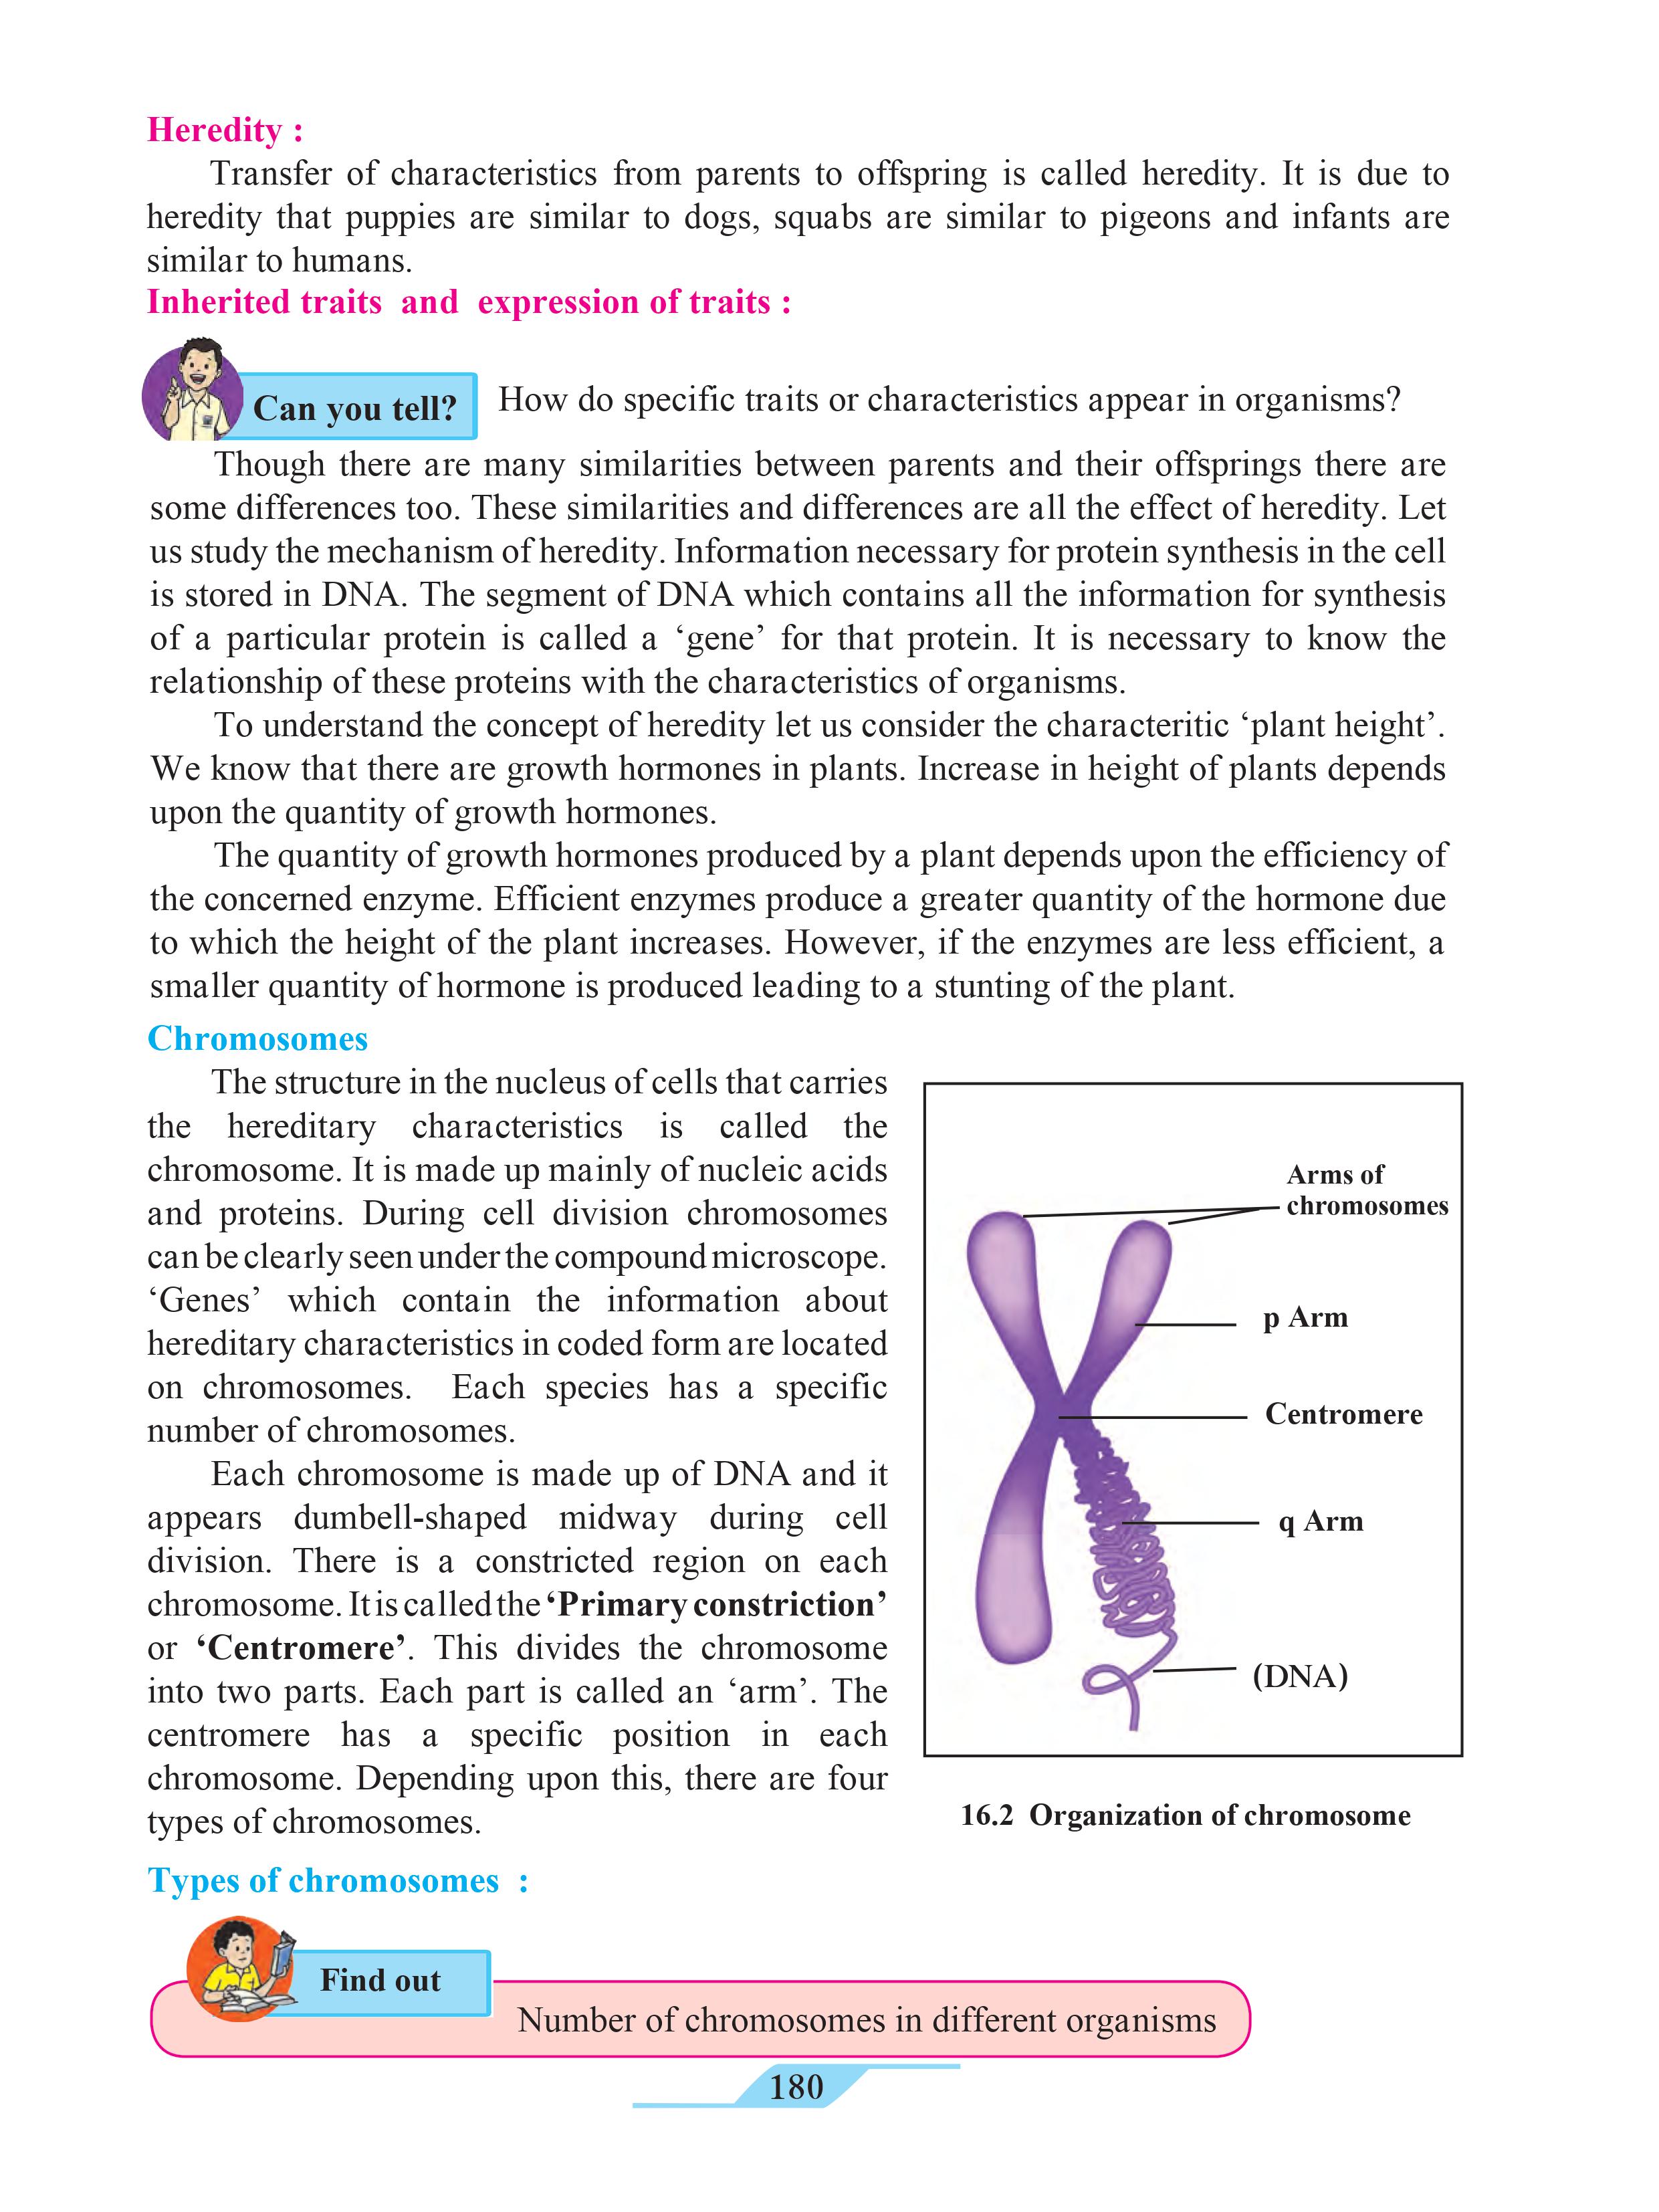 Heredity :
Transfer of characteristics from parents to offspring is called heredity. It is due to
heredity that puppies are similar to dogs, squabs are similar to pigeons and infants are
similar to humans.
Inherited traits and expression of traits :
Can you tell?
How do specific traits or characteristics appear in organisms?
Though there are many similarities between parents and their offsprings there are
some differences too. These similarities and differences are all the effect of heredity. Let
us study the mechanism of heredity. Information necessary for protein synthesis in the cell
is stored in DNA. The segment of DNA which contains all the information for synthesis
of a particular protein is called a ‘gene’ for that protein. It is necessary to know the
relationship of these proteins with the characteristics of organisms.
To understand the concept of heredity let us consider the characteritic ‘plant height’.
We know that there are growth hormones in plants. Increase in height of plants depends
upon the quantity of growth hormones.
The quantity of growth hormones produced by a plant depends upon the efficiency of
the concerned enzyme. Efficient enzymes produce a greater quantity of the hormone due
to which the height of the plant increases. However, if the enzymes are less efficient, a
smaller quantity of hormone is produced leading to a stunting of the plant.
Chromosomes
The structure in the nucleus of cells that carries
the hereditary characteristics is called the
chromosome. It is made up mainly of nucleic acids
and proteins. During cell division chromosomes
can be clearly seen under the compound microscope.
‘Genes’ which contain the information about
hereditary characteristics in coded form are located
on chromosomes. Each species has a specific
number of chromosomes.
Each chromosome is made up of DNA and it
appears dumbell-shaped midway during cell
division. There is a constricted region on each
chromosome. It is called the ‘Primary constriction’
or ‘Centromere’. This divides the chromosome
into two parts. Each part is called an ‘arm’. The
centromere has a specific position in each
chromosome. Depending upon this, there are four
types of chromosomes.
Arms of
chromosomes
p Arm
Centromere
q Arm
(DNA)
16.2 Organization of chromosome
Types of chromosomes :
Find out
Number of chromosomes in different organisms
180